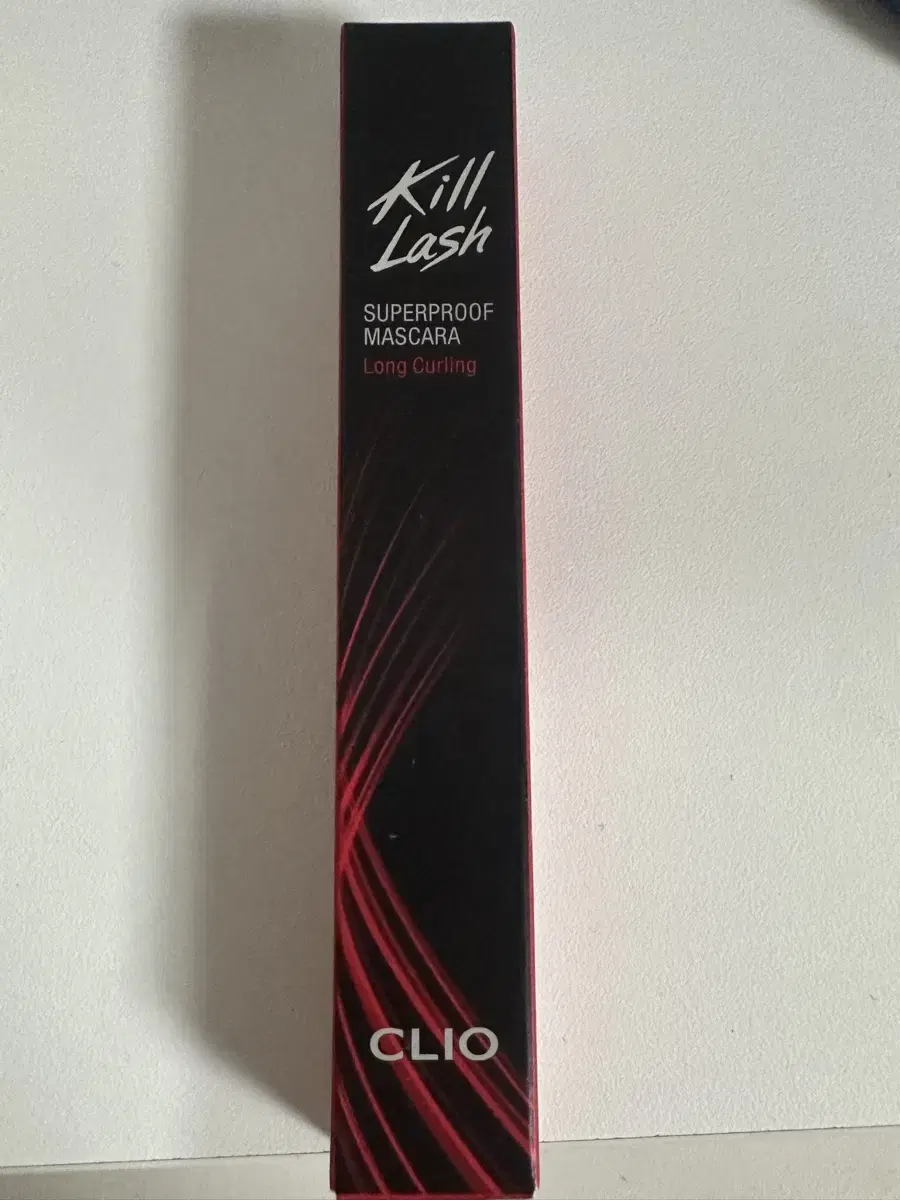 Kill
Lash
SUPERPROOF
MASCARA
Long Curling
CLIO